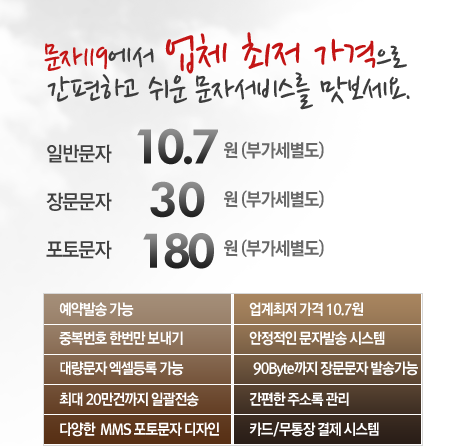 문자119에서 업체 최저 가격으로
간편하고 쉬운 문자서비스를 맛보세요.
일반문자 10.7 원 (부가세별도)
장문문자 30 원 (부가세별도)
포토문자 180 원 (부가세별도)
예약발송 가능 업계최저 가격 10.7원
중복번호 한번만 보내기 안정적인 문자발송 시스템
대량문자 엑셀등록 가능 90Byte까지 장문문자 발송가능
최대 20만건까지 일괄전송 간편한 주소록 관리
다양한 MMS 포토문자 디자인 카드/무통장 결제 시스템